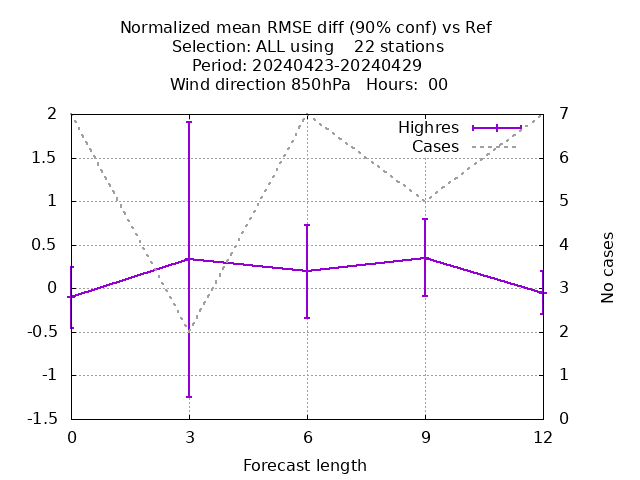 Normalized mean RMSE diff (90% conf) vs Ref
Selection: ALL using    22 stations
Period: 20240423-20240429
Wind direction 850hPa   Hours:  00
2
1.5
1
0.5
0
-0.5
-1
-1.5
7
6
5
4
3
2
1
0
Highres
Cases
No cases
0 3 6 9 12
Forecast length